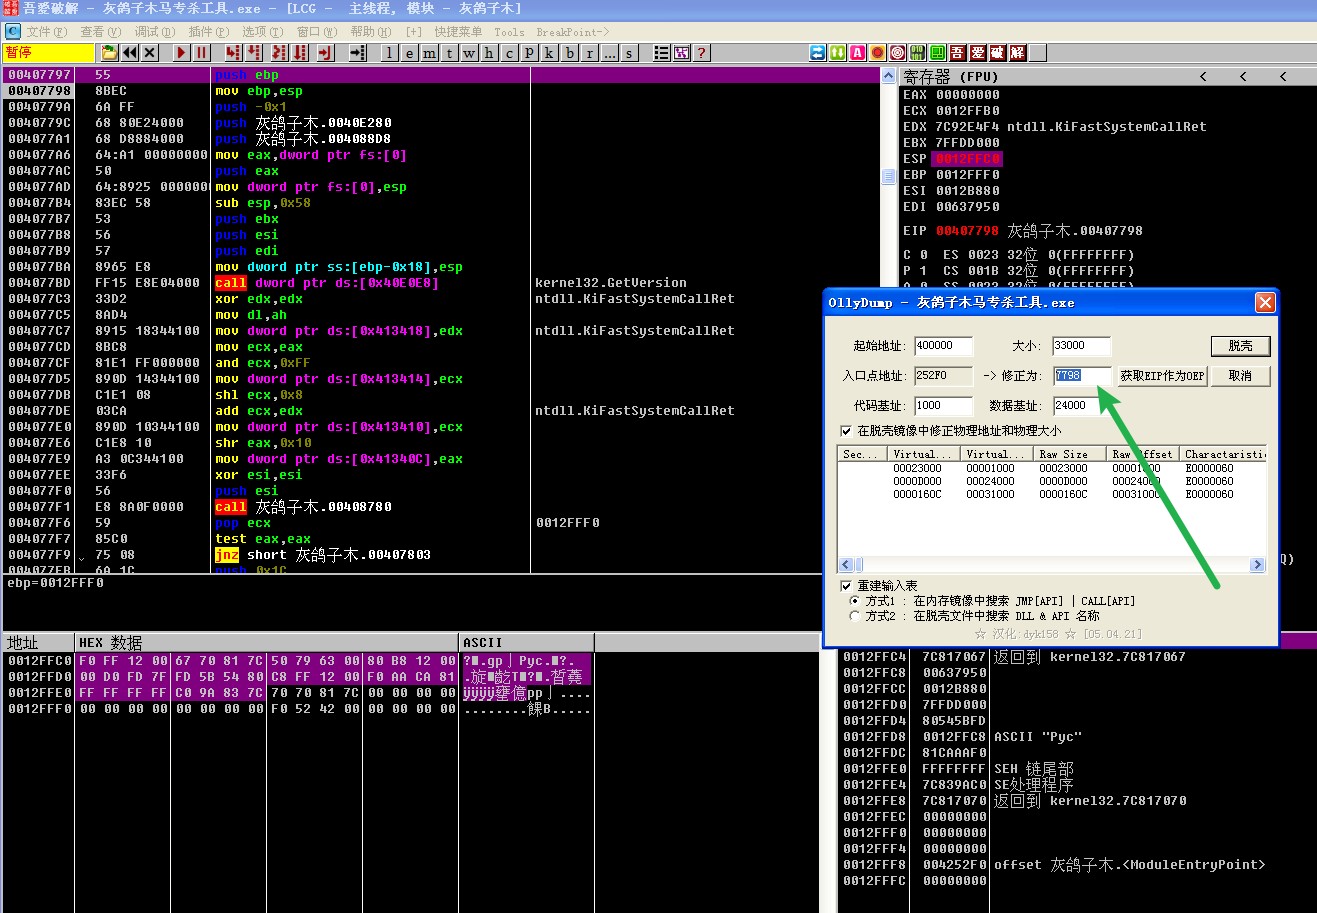 吾爱破解 - 灰鸽子木马专杀工具.exe - [LCG -  主线程, 模块 - 灰鸽子木]
C 文件(F) 查看(V) 调试(D) 插件(P) 选项(T) 窗口(W) 帮助(H) [+] 快捷菜单 Tools BreakPoint->
暂停 l e m t w h c p k b r ... s ? 吾 爱 破 解
00407797 55 push ebp
00407798 8BEC mov ebp,esp
0040779A 6A FF push -0x1
0040779C 68 80E24000 push 灰鸽子木.0040E280
004077A1 68 D8884000 push 灰鸽子木.004088D8
004077A6 64:A1 00000000 mov eax,dword ptr fs:[0]
004077AC 50 push eax
004077AD 64:8925 0000000 mov dword ptr fs:[0],esp
004077B4 83EC 58 sub esp,0x58
004077B7 53 push ebx
004077B8 56 push esi
004077B9 57 push edi
004077BA 8965 E8 mov dword ptr ss:[ebp-0x18],esp
004077BD FF15 E8E04000 call dword ptr ds:[0x40E0E8] kernel32.GetVersion
004077C3 33D2 xor edx,edx ntdll.KiFastSystemCallRet
004077C5 8AD4 mov dl,ah
004077C7 8915 18344100 mov dword ptr ds:[0x413418],edx ntdll.KiFastSystemCallRet
004077CD 8BC8 mov ecx,eax
004077CF 81E1 FF000000 and ecx,0xFF
004077D5 890D 14344100 mov dword ptr ds:[0x413414],ecx
004077DB C1E1 08 shl ecx,0x8
004077DE 03CA add ecx,edx ntdll.KiFastSystemCallRet
004077E0 890D 10344100 mov dword ptr ds:[0x413410],ecx
004077E6 C1E8 10 shr eax,0x10
004077E9 A3 0C344100 mov dword ptr ds:[0x41340C],eax
004077EE 33F6 xor esi,esi
004077F0 56 push esi
004077F1 E8 8A0F0000 call 灰鸽子木.00408780
004077F6 59 pop ecx 0012FFF0
004077F7 85C0 test eax,eax
004077F9 75 08 jnz short 灰鸽子木.00407803
004077FB 6A 1C push 0x1C
ebp=0012FFF0
寄存器 (FPU) < < <
EAX 00000000
ECX 0012FFB0
EDX 7C92E4F4 ntdll.KiFastSystemCallRet
EBX 7FFDD000
ESP 0012FFC0
EBP 0012FFF0
ESI 0012B880
EDI 00637950
EIP 00407798 灰鸽子木.00407798
C 0 ES 0023 32位 0(FFFFFFFF)
P 1 CS 001B 32位 0(FFFFFFFF)
A 0 SS 0023 32位 0(FFFFFFFF)
OllyDump - 灰鸽子木马专杀工具.exe
起始地址: 400000 大小: 33000 脱壳
入口点地址: 252F0 -> 修正为: 7798 获取EIP作为OEP 取消
代码基址: 1000 数据基址: 24000
在脱壳镜像中修正物理地址和物理大小
Sec... Virtual... Virtual... Raw Size Raw Offset Charactaristi
00023000 00001000 00023000 00001000 E0000060
0000D000 00024000 0000D000 00024000 E0000060
0000160C 00031000 0000160C 00031000 E0000060
重建输入表
方式1 : 在内存镜像中搜索 JMP[API] | CALL[API]
方式2 : 在脱壳文件中搜索 DLL & API 名称
☆ 汉化:dyk158 ☆ [05.04.21]
Q)
地址 HEX 数据 ASCII
0012FFC0 F0 FF 12 00 67 70 81 7C 50 79 63 00 80 B8 12 00
0012FFD0 00 D0 FD 7F FD 5B 54 80 C8 FF 12 00 F0 AA CA 81
0012FFE0 FF FF FF FF C0 9A 83 7C 70 70 81 7C 00 00 00 00
0012FFF0 00 00 00 00 00 00 00 00 F0 52 42 00 00 00 00 00 ........餜B.....
0012FFC4 7C817067 返回到 kernel32.7C817067
0012FFC8 00637950
0012FFCC 0012B880
0012FFD0 7FFDD000
0012FFD4 80545BFD
0012FFD8 0012FFC8 ASCII "Pyc"
0012FFDC 81CAAAF0
0012FFE0 FFFFFFFF SEH 链尾部
0012FFE4 7C839AC0 SE处理程序
0012FFE8 7C817070 返回到 kernel32.7C817070
0012FFEC 00000000
0012FFF0 00000000
0012FFF4 00000000
0012FFF8 004252F0 offset 灰鸽子木.<ModuleEntryPoint>
0012FFFC 00000000